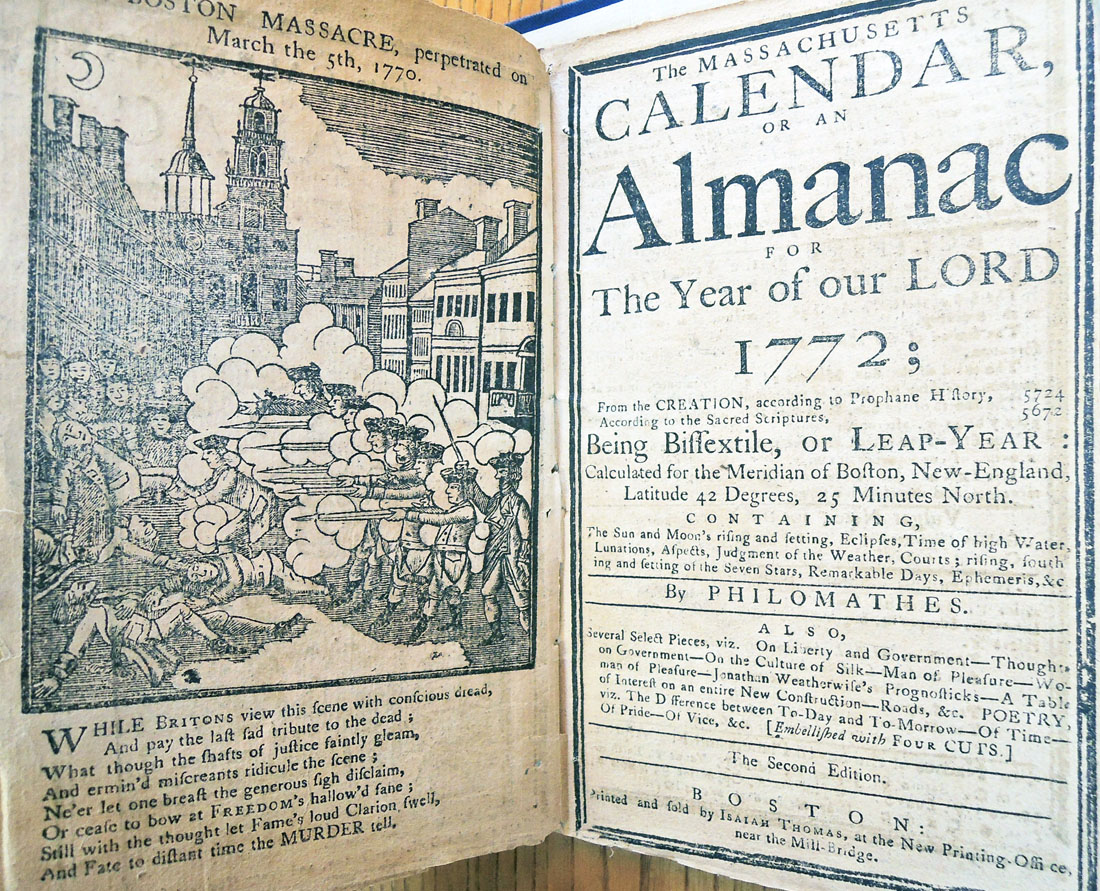 BOSTON MASSACRE, perpetrated on
March the 5th, 1770.
WHILE BRITONS view this ſcene with conſcious dread,
And pay the laſt ſad tribute to the dead;
What though the ſhafts of juſtice faintly gleam,
And ermin'd miſcreants ridicule the ſcene;
Ne'er let one breaſt the generous ſigh diſclaim,
Or ceaſe to bow at FREEDOM's hallow'd fane;
Still with the thought let Fame's loud Clarion ſwell,
And Fate to diſtant time the MURDER tell.
The MASSACHUSETTS
CALENDAR,
OR AN
Almanac
FOR
The Year of our LORD
1772;
From the CREATION, according to Prophane Hiſtory, 5724
According to the Sacred Scriptures, 5672
Being Biſſextile, or LEAP-YEAR:
Calculated for the Meridian of Boſton, New-England,
Latitude 42 Degrees, 25 Minutes North.
CONTAINING,
The Sun and Moon's riſing and ſetting, Eclipſes, Time of high Water,
Lunations, Aſpects, Judgment of the Weather, Courts; riſing, ſouth
ing and ſetting of the Seven Stars, Remarkable Days, Ephemeris, &c
By PHILOMATHES.
ALSO,
Several Select Pieces, viz. On Liberty and Government—Thoughts
on Government—On the Culture of Silk—Man of Pleaſure—Wo-
man of Pleaſure—Jonathan Weatherwiſe's Prognoſticks—A Table
of Intereſt on an entire New Conſtruction—Roads, &c. POETRY,
viz. The Difference between To-Day and To-Morrow—Of Time—
Of Pride—Of Vice, &c. [Embelliſhed with FOUR CUTS.]
The Second Edition.
BOSTON:
Printed and ſold by ISAIAH THOMAS, at the New Printing-Office,
near the Mill-Bridge.